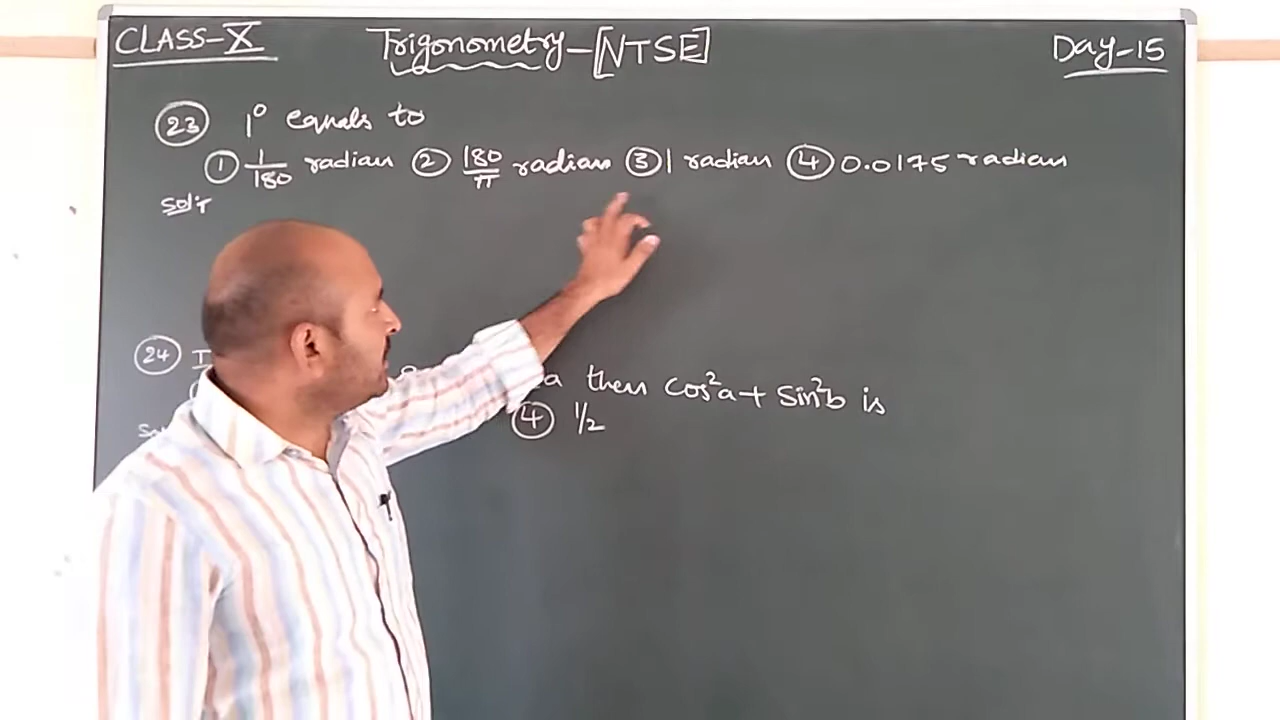 CLASS-X Trigonometry-[NTSE] Day-15
23 1° equals to
① 1/180 radian ② 180/π radian ③ 1 radian ④ 0.0175 radian
Sol:
24
a then Cos²a + Sin²b is
④ 1/2